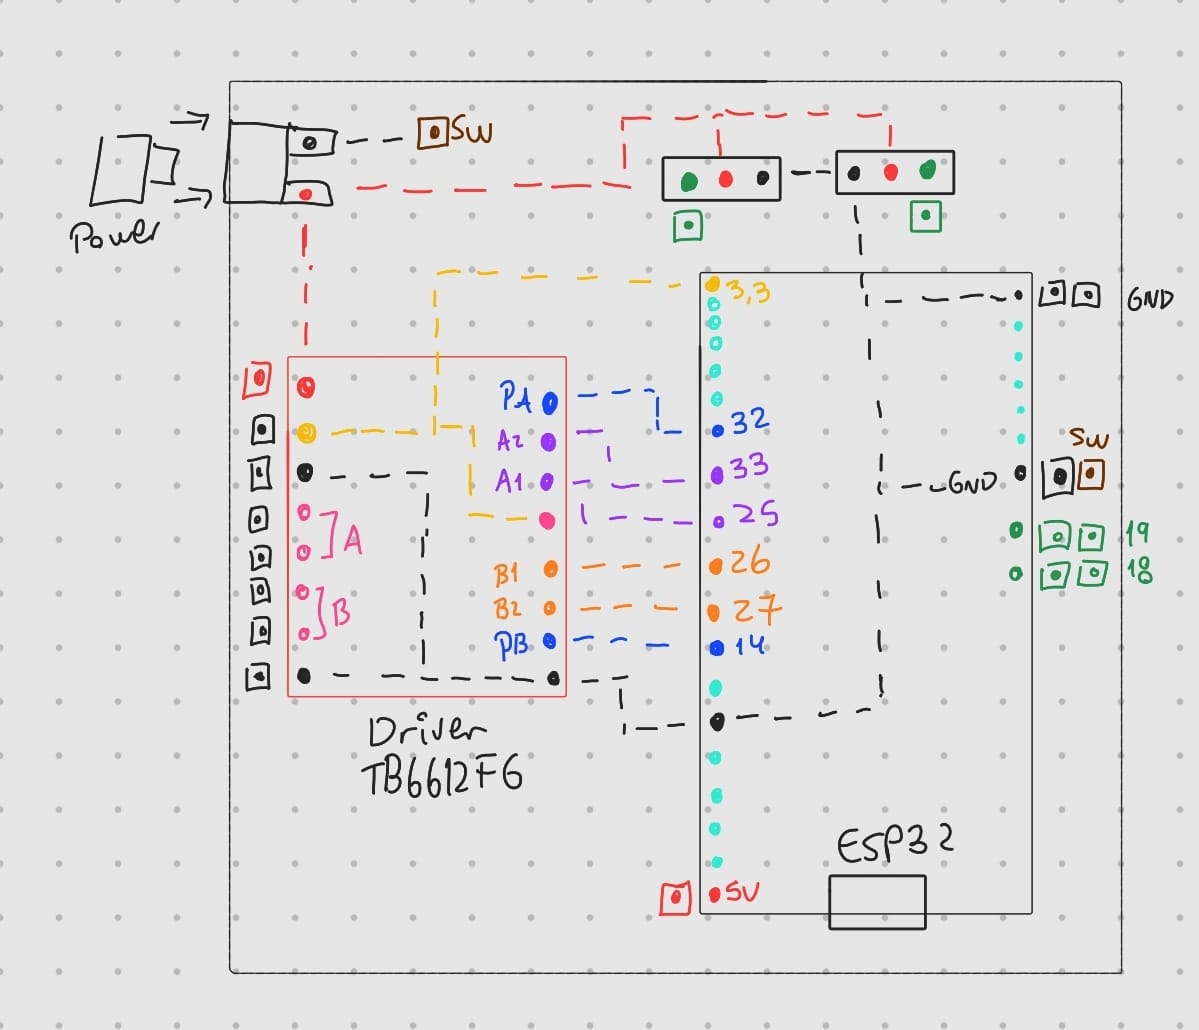 SW
Power
3,3
PA
A2
A1
32
33
25
A
B1
B2
PB
B
26
27
14
GND
SW
GND
19
18
Driver
TB6612FG
ESP32
5V